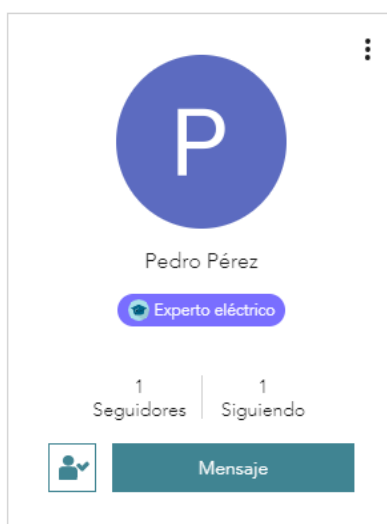 P
Pedro Pérez
Experto eléctrico
1 1
Seguidores Siguiendo
Mensaje